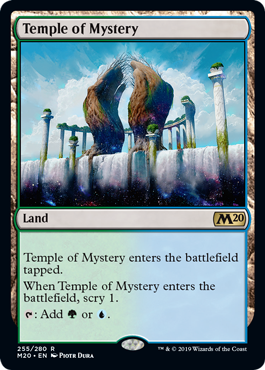 Temple of Mystery
Land
M20
Temple of Mystery enters the battlefield
tapped.
When Temple of Mystery enters the
battlefield, scry 1.
: Add or .
255/280 R
M20 • EN Piotr Dura
™ & © 2019 Wizards of the Coast